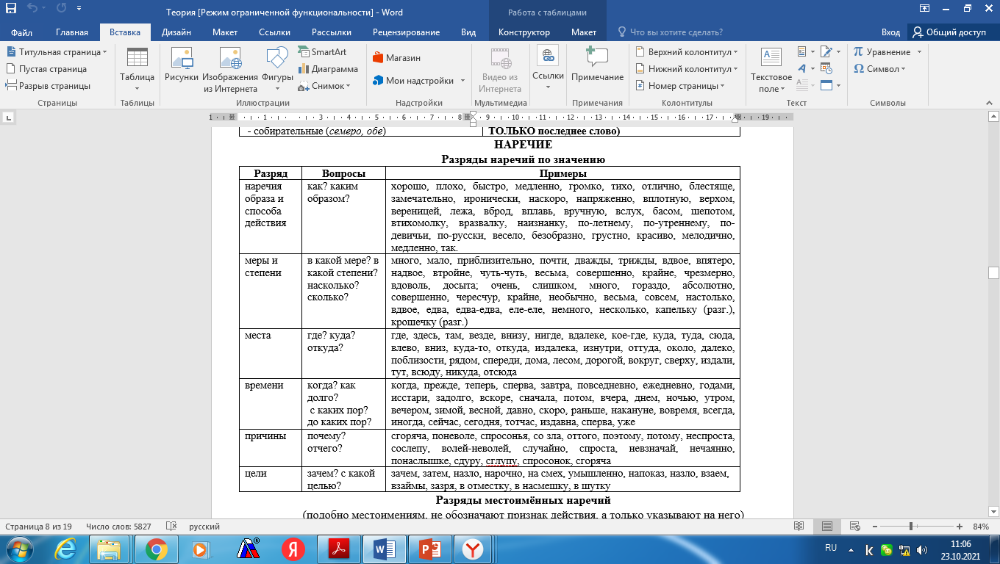 Теория [Режим ограниченной функциональности] - Word
Работа с таблицами
Файл Главная Вставка Дизайн Макет Ссылки Рассылки Рецензирование Вид Конструктор Макет Что вы хотите сделать? Вход Общий доступ
Титульная страница
Пустая страница
Разрыв страницы
Страницы
Таблица
Таблицы
Рисунки
Изображения из Интернета
Фигуры
SmartArt
Диаграмма
Снимок
Иллюстрации
Магазин
Мои надстройки
Надстройки
Видео из Интернета
Мультимедиа
Ссылки
Примечание
Примечания
Верхний колонтитул
Нижний колонтитул
Номер страницы
Колонтитулы
Текстовое поле
Текст
Уравнение
Символ
Символы
1 1 2 3 4 5 6 7 8 9 10 11 12 13 14 15 16 17 19
- собирательные (семеро, обе)
ТОЛЬКО последнее слово)
НАРЕЧИЕ
Разряды наречий по значению
Разряд Вопросы Примеры
наречия
образа и
способа
действия
как? каким
образом?
хорошо, плохо, быстро, медленно, громко, тихо, отлично, блестяще,
замечательно, иронически, наскоро, напряженно, вплотную, верхом,
вереницей, лежа, вброд, вплавь, вручную, вслух, басом, шепотом,
втихомолку, вразвалку, наизнанку, по-летнему, по-утреннему, по-
девичьи, по-русски, весело, безобразно, грустно, красиво, мелодично,
медленно, так.
меры и
степени
в какой мере? в
какой степени?
насколько?
сколько?
много, мало, приблизительно, почти, дважды, трижды, вдвое, впятеро,
надвое, втройне, чуть-чуть, весьма, совершенно, крайне, чрезмерно,
вдоволь, досыта; очень, слишком, много, гораздо, абсолютно,
совершенно, чересчур, крайне, необычно, весьма, совсем, настолько,
вдвое, едва, едва-едва, еле-еле, немного, несколько, капельку (разг.),
крошечку (разг.)
места
где? куда?
откуда?
где, здесь, там, везде, внизу, нигде, вдалеке, кое-где, куда, туда, сюда,
влево, вниз, куда-то, откуда, издалека, изнутри, оттуда, около, далеко,
поблизости, рядом, спереди, дома, лесом, дорогой, вокруг, сверху, издали,
тут, всюду, никуда, отсюда
времени
когда? как
долго?
с каких пор?
до каких пор?
когда, прежде, теперь, сперва, завтра, повседневно, ежедневно, годами,
исстари, задолго, вскоре, сначала, потом, вчера, днем, ночью, утром,
вечером, зимой, весной, давно, скоро, раньше, накануне, вовремя, всегда,
иногда, сейчас, сегодня, тотчас, издавна, сперва, уже
причины
почему?
отчего?
сгоряча, поневоле, спросонья, со зла, оттого, поэтому, потому, неспроста,
сослепу, волей-неволей, случайно, спроста, невзначай, нечаянно,
понаслышке, сдуру, сглупу, спросонок, сгоряча
цели
зачем? с какой
целью?
зачем, затем, назло, нарочно, на смех, умышленно, напоказ, назло, взаем,
взаймы, зазря, в отместку, в насмешку, в шутку
Разряды местоимённых наречий
(подобно местоимениям, не обозначают признак действия, а только указывают на него)
Страница 8 из 19 Число слов: 5827 русский 84%
RU
11:06
23.10.2021